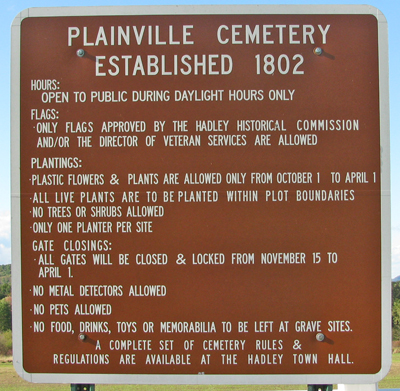 PLAINVILLE CEMETERY
ESTABLISHED 1802
HOURS:
OPEN TO PUBLIC DURING DAYLIGHT HOURS ONLY
FLAGS:
·ONLY FLAGS APPROVED BY THE HADLEY HISTORICAL COMMISSION
AND/OR THE DIRECTOR OF VETERAN SERVICES ARE ALLOWED
PLANTINGS:
·PLASTIC FLOWERS & PLANTS ARE ALLOWED ONLY FROM OCTOBER 1 TO APRIL 1
·ALL LIVE PLANTS ARE TO BE PLANTED WITHIN PLOT BOUNDARIES
·NO TREES OR SHRUBS ALLOWED
·ONLY ONE PLANTER PER SITE
GATE CLOSINGS:
·ALL GATES WILL BE CLOSED & LOCKED FROM NOVEMBER 15 TO
APRIL 1.
·NO METAL DETECTORS ALLOWED
·NO PETS ALLOWED
·NO FOOD, DRINKS, TOYS OR MEMORABILIA TO BE LEFT AT GRAVE SITES.
A COMPLETE SET OF CEMETERY RULES &
REGULATIONS ARE AVAILABLE AT THE HADLEY TOWN HALL.